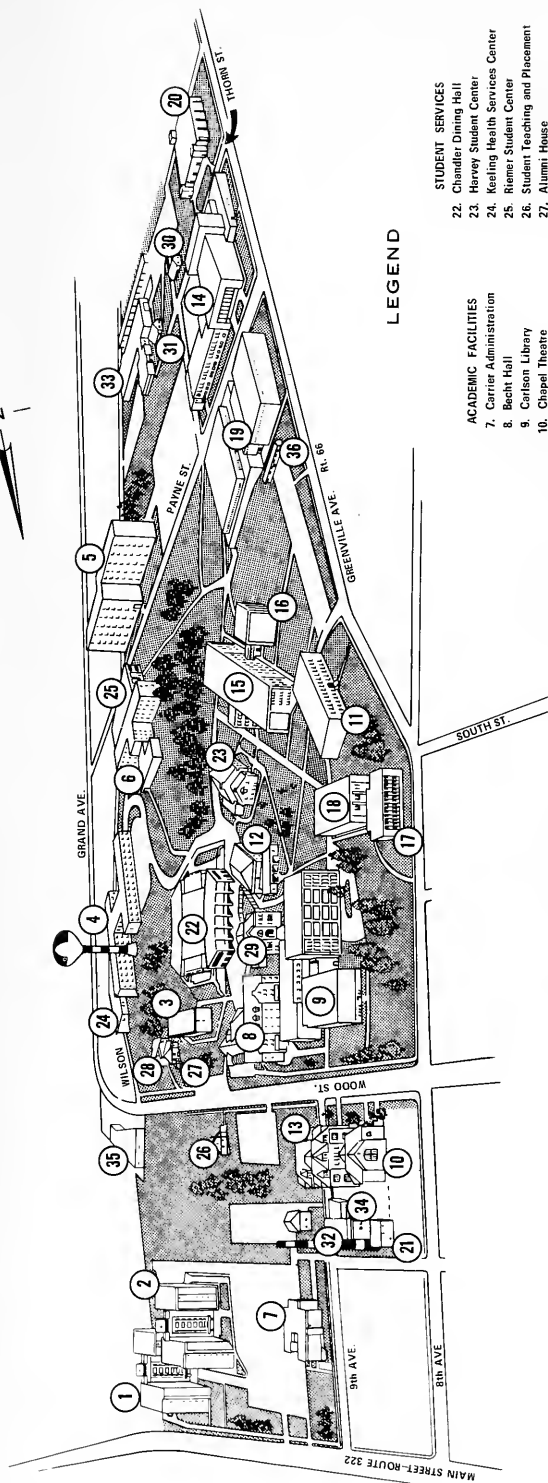 N
THORN ST.
GRAND AVE.
PAYNE ST.
GREENVILLE AVE. Rt. 66
SOUTH ST.
WILSON
WOOD ST.
9th AVE.
8th AVE
MAIN STREET-ROUTE 322
1
2
3
4
5
6
7
8
9
10
11
12
13
14
15
16
17
18
19
20
21
22
23
24
25
26
27
28
29
30
31
32
33
34
35
36
LEGEND
ACADEMIC FACILITIES
7. Carrier Administration
8. Becht Hall
9. Carlson Library
10. Chapel Theatre
STUDENT SERVICES
22. Chandler Dining Hall
23. Harvey Student Center
24. Keeling Health Services Center
25. Riemer Student Center
26. Student Teaching and Placement
27. Alumni House